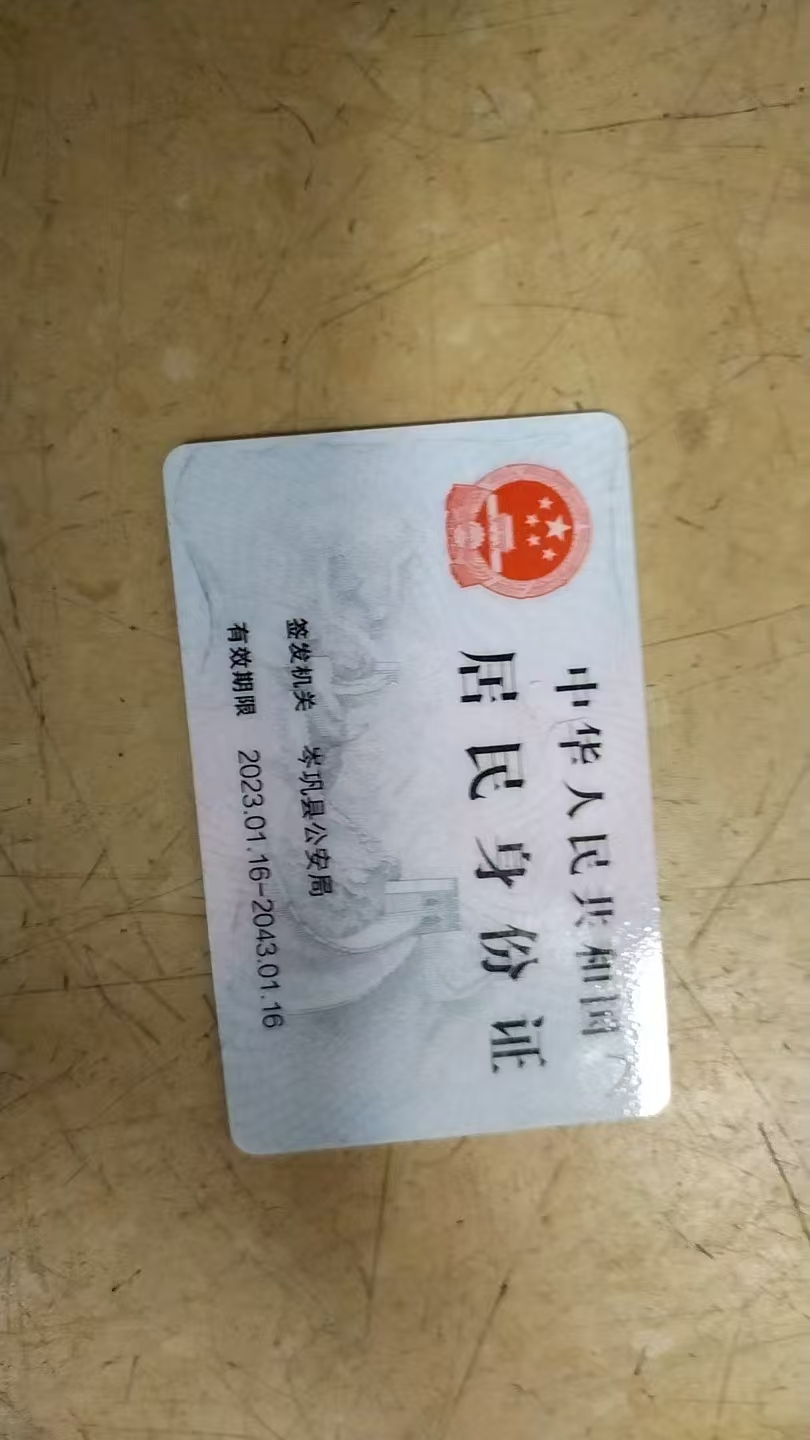 中华人民共和国
居民身份证
签发机关 岑巩县公安局
有效期限 2023.01.16-2043.01.16